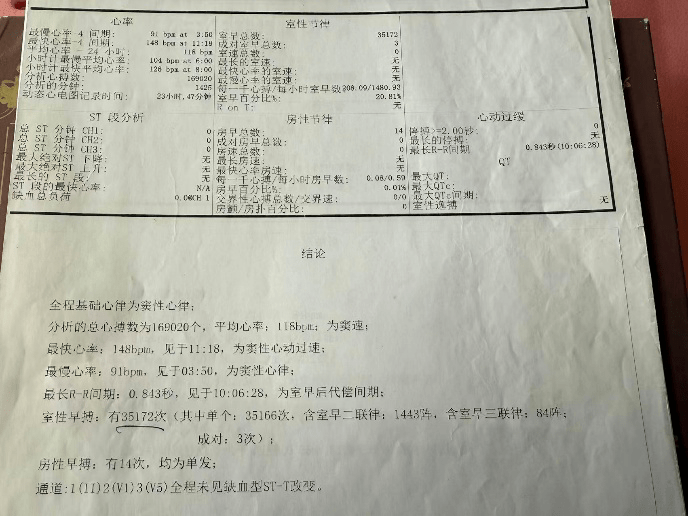 心率
最慢心率-4 间期: 91 bpm at 3:50
最快心率-4 间期: 148 bpm at 11:18
平均心率 - 24 小时: 118 bpm
小时计最慢平均心率: 104 bpm at 6:00
小时计最快平均心率: 126 bpm at 8:00
分析心搏数: 169020
分析的分钟: 1425
动态心电图记录时间: 23小时,47分钟
室性节律
室早总数: 35172
成对室早总数: 3
室速总数: 0
最长的室速: 无
最快心率的室速: 无
最慢心率的室速: 无
每一千心搏/每小时室早数 208.09/1480.93
室早百分比%: 20.81%
R on T: 无
ST 段分析
总 ST 分钟 CH1: 0
总 ST 分钟 CH2: 0
总 ST 分钟 CH3: 0
最大绝对ST 下降: 无
最大绝对ST 上升: 无
最长的 ST 段: 无
ST 段的最快心率: N/A
缺血总负荷 0.00CH 1
房性节律
房早总数: 14
成对房早总数: 0
房速总数: 0
最长房速: 无
最快心率房速: 无
每一千心搏/每小时房早数: 0.08/0.59
房早百分比%: 0.01%
交界性心搏总数/交界速: 0/0
房颤/房扑百分比: 0
心动过缓
停搏>=2.00秒: 0
最长的停搏: 无
最长R-R间期 0.843秒(10:06:28)
QT
最大QT:
最大QTc:
最大QTc间期:
室性逸搏 无
结论
全程基础心律为窦性心律;
分析的总心搏数为169020个, 平均心率: 118bpm; 为窦速;
最快心率: 148bpm, 见于11:18, 为窦性心动过速;
最慢心率: 91bpm, 见于03:50, 为窦性心律;
最长R-R间期: 0.843秒, 见于10:06:28, 为室早后代偿间期;
室性早搏: 有35172次 (其中单个: 35166次, 含室早二联律: 1443阵, 含室早三联律: 84阵;
成对: 3次);
房性早搏: 有14次, 均为单发;
通道:1(II)2(V1)3(V5)全程未见缺血型ST-T改变。